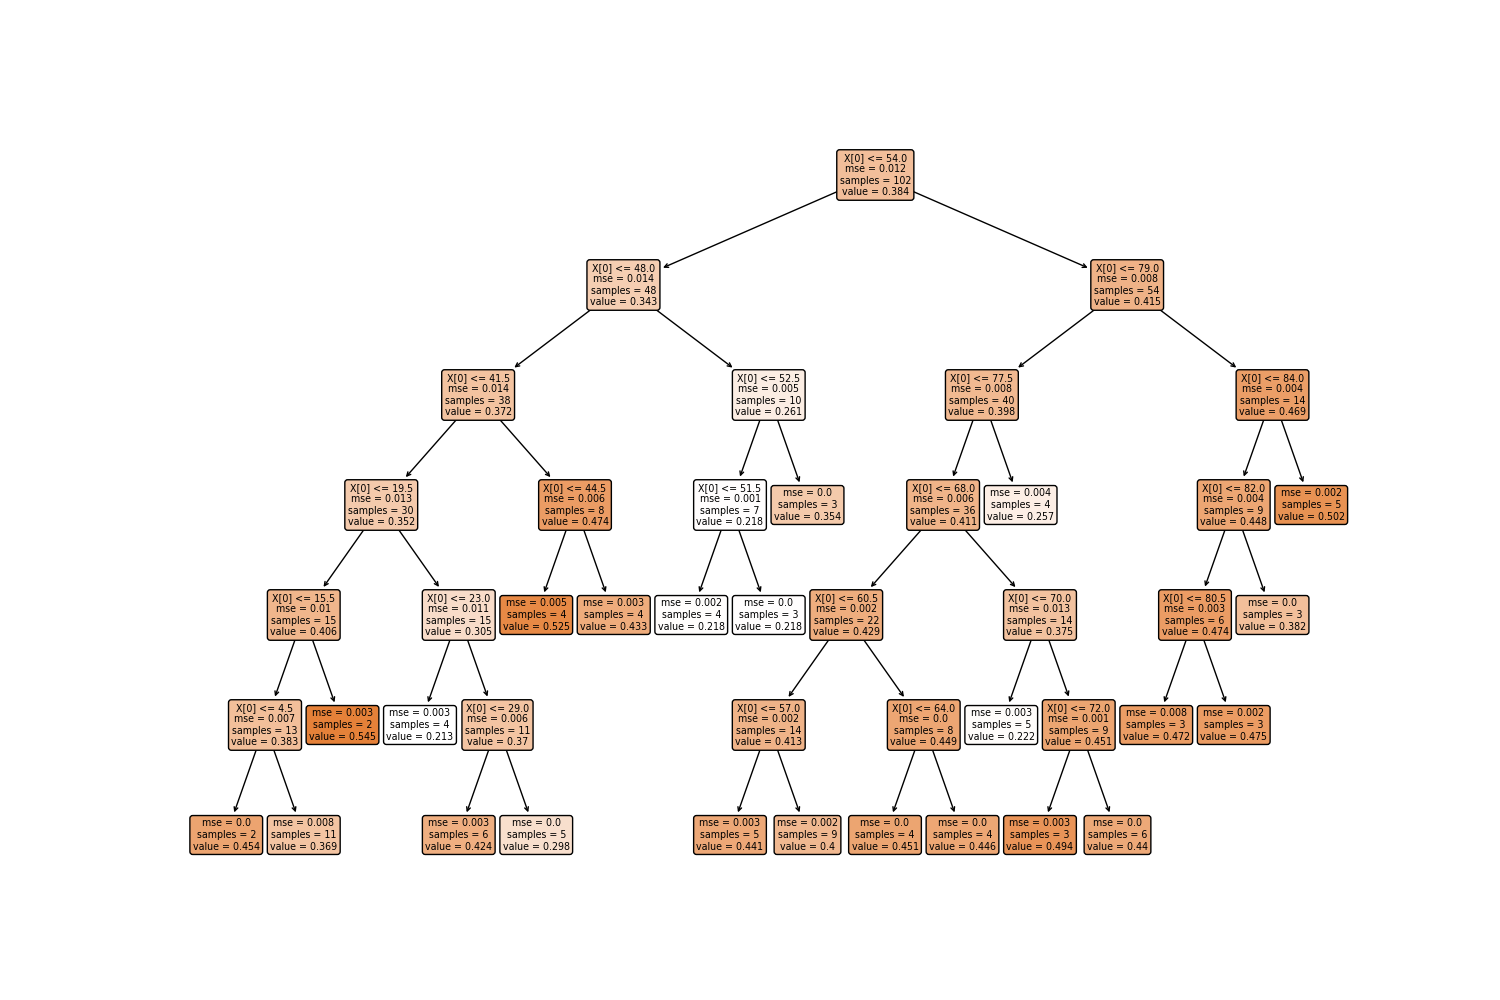 X[0] <= 54.0
mse = 0.012
samples = 102
value = 0.384
X[0] <= 48.0
mse = 0.014
samples = 48
value = 0.343
X[0] <= 79.0
mse = 0.008
samples = 54
value = 0.415
X[0] <= 41.5
mse = 0.014
samples = 38
value = 0.372
X[0] <= 52.5
mse = 0.005
samples = 10
value = 0.261
X[0] <= 77.5
mse = 0.008
samples = 40
value = 0.398
X[0] <= 84.0
mse = 0.004
samples = 14
value = 0.469
X[0] <= 19.5
mse = 0.013
samples = 30
value = 0.352
X[0] <= 44.5
mse = 0.006
samples = 8
value = 0.474
X[0] <= 51.5
mse = 0.001
samples = 7
value = 0.218
mse = 0.0
samples = 3
value = 0.354
X[0] <= 68.0
mse = 0.006
samples = 36
value = 0.411
mse = 0.004
samples = 4
value = 0.257
X[0] <= 82.0
mse = 0.004
samples = 9
value = 0.448
mse = 0.002
samples = 5
value = 0.502
X[0] <= 15.5
mse = 0.01
samples = 15
value = 0.406
X[0] <= 23.0
mse = 0.011
samples = 15
value = 0.305
mse = 0.005
samples = 4
value = 0.525
mse = 0.003
samples = 4
value = 0.433
mse = 0.002
samples = 4
value = 0.218
mse = 0.0
samples = 3
value = 0.218
X[0] <= 60.5
mse = 0.002
samples = 22
value = 0.429
X[0] <= 70.0
mse = 0.013
samples = 14
value = 0.375
X[0] <= 80.5
mse = 0.003
samples = 6
value = 0.474
mse = 0.0
samples = 3
value = 0.382
X[0] <= 4.5
mse = 0.007
samples = 13
value = 0.383
mse = 0.003
samples = 2
value = 0.545
mse = 0.003
samples = 4
value = 0.213
X[0] <= 29.0
mse = 0.006
samples = 11
value = 0.37
X[0] <= 57.0
mse = 0.002
samples = 14
value = 0.413
X[0] <= 64.0
mse = 0.0
samples = 8
value = 0.449
mse = 0.003
samples = 5
value = 0.222
X[0] <= 72.0
mse = 0.001
samples = 9
value = 0.451
mse = 0.008
samples = 3
value = 0.472
mse = 0.002
samples = 3
value = 0.475
mse = 0.0
samples = 2
value = 0.454
mse = 0.008
samples = 11
value = 0.369
mse = 0.003
samples = 6
value = 0.424
mse = 0.0
samples = 5
value = 0.298
mse = 0.003
samples = 5
value = 0.441
mse = 0.002
samples = 9
value = 0.4
mse = 0.0
samples = 4
value = 0.451
mse = 0.0
samples = 4
value = 0.446
mse = 0.003
samples = 3
value = 0.494
mse = 0.0
samples = 6
value = 0.44